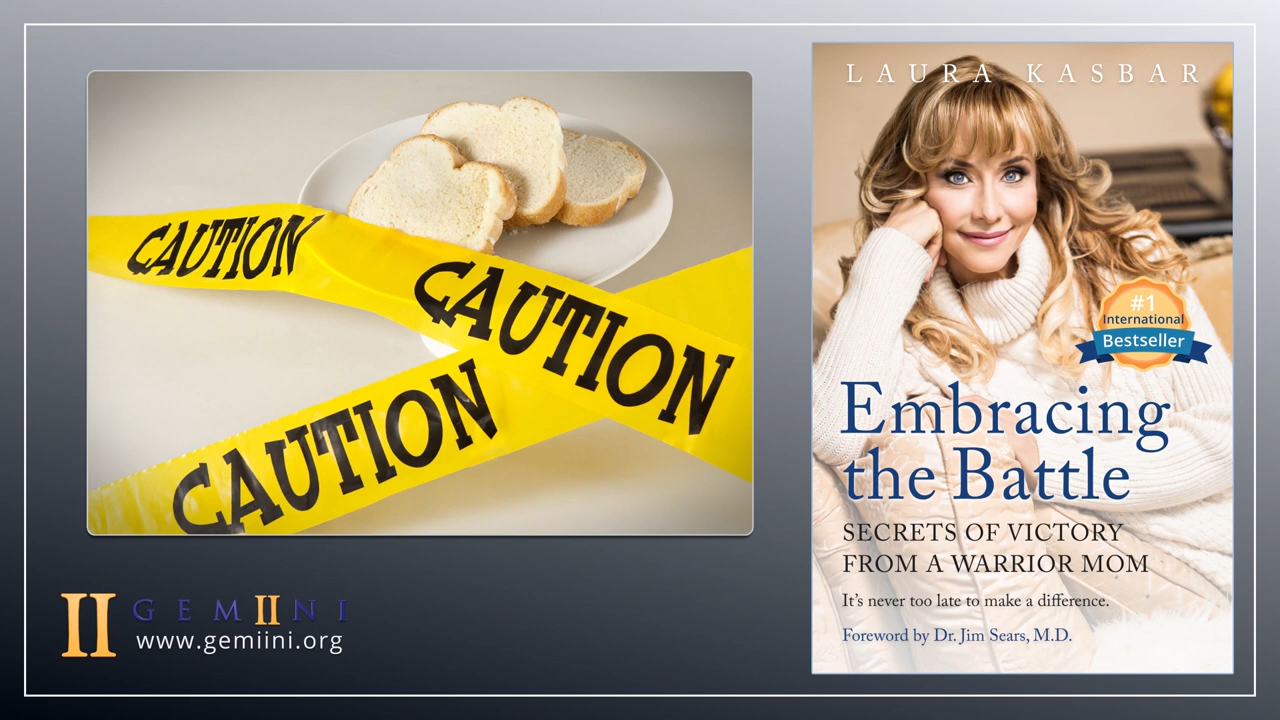 CAUTION
CAUTION
CAUTION
II GEMIINI
www.gemiini.org
LAURA KASBAR
#1
International
Bestseller
Embracing
the Battle
SECRETS OF VICTORY
FROM A WARRIOR MOM
It's never too late to make a difference.
Foreword by Dr. Jim Sears, M.D.